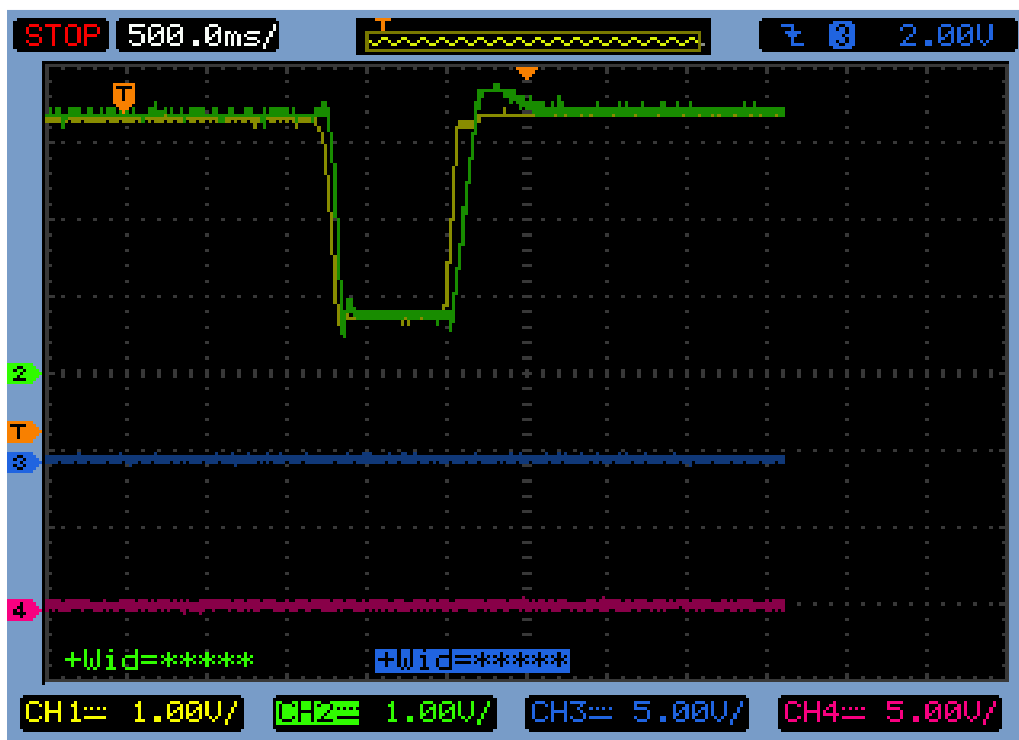 STOP 500.0ms/ T 3 2.00V
T
2
T
3
4
+Wid=***** +Wid=*****
CH1 1.00V/ CH2 1.00V/ CH3 5.00V/ CH4 5.00V/